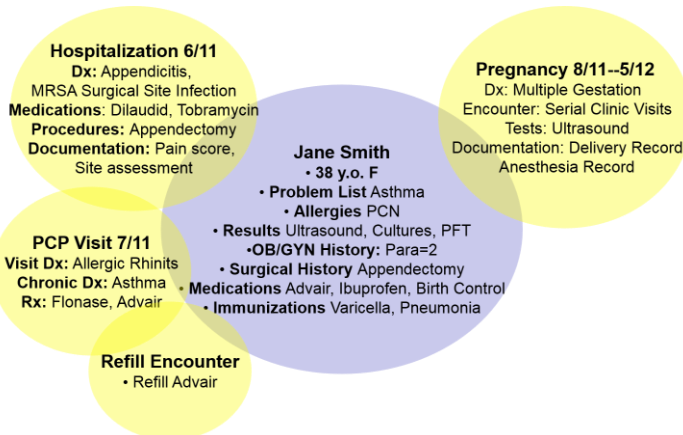 Hospitalization 6/11
Dx: Appendicitis,
MRSA Surgical Site Infection
Medications: Dilaudid, Tobramycin
Procedures: Appendectomy
Documentation: Pain score,
Site assessment
Pregnancy 8/11--5/12
Dx: Multiple Gestation
Encounter: Serial Clinic Visits
Tests: Ultrasound
Documentation: Delivery Record
Anesthesia Record
Jane Smith
• 38 y.o. F
• Problem List Asthma
• Allergies PCN
• Results Ultrasound, Cultures, PFT
•OB/GYN History: Para=2
• Surgical History Appendectomy
• Medications Advair, Ibuprofen, Birth Control
• Immunizations Varicella, Pneumonia
PCP Visit 7/11
Visit Dx: Allergic Rhinits
Chronic Dx: Asthma
Rx: Flonase, Advair
Refill Encounter
• Refill Advair